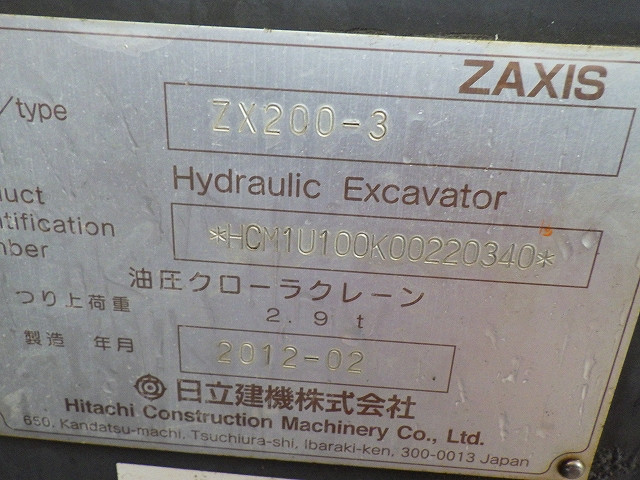 ZAXIS
/type
ZX200-3
Hydraulic Excavator
duct
ntification
mber
*HCM1U100K00220340*
油圧クローラクレーン
つり上荷重
2.9 t
製造 年月
2012-02
日立建機株式会社
Hitachi Construction Machinery Co., Ltd.
650, Kandatsu-machi, Tsuchiura-shi, Ibaraki-ken, 300-0013 Japan